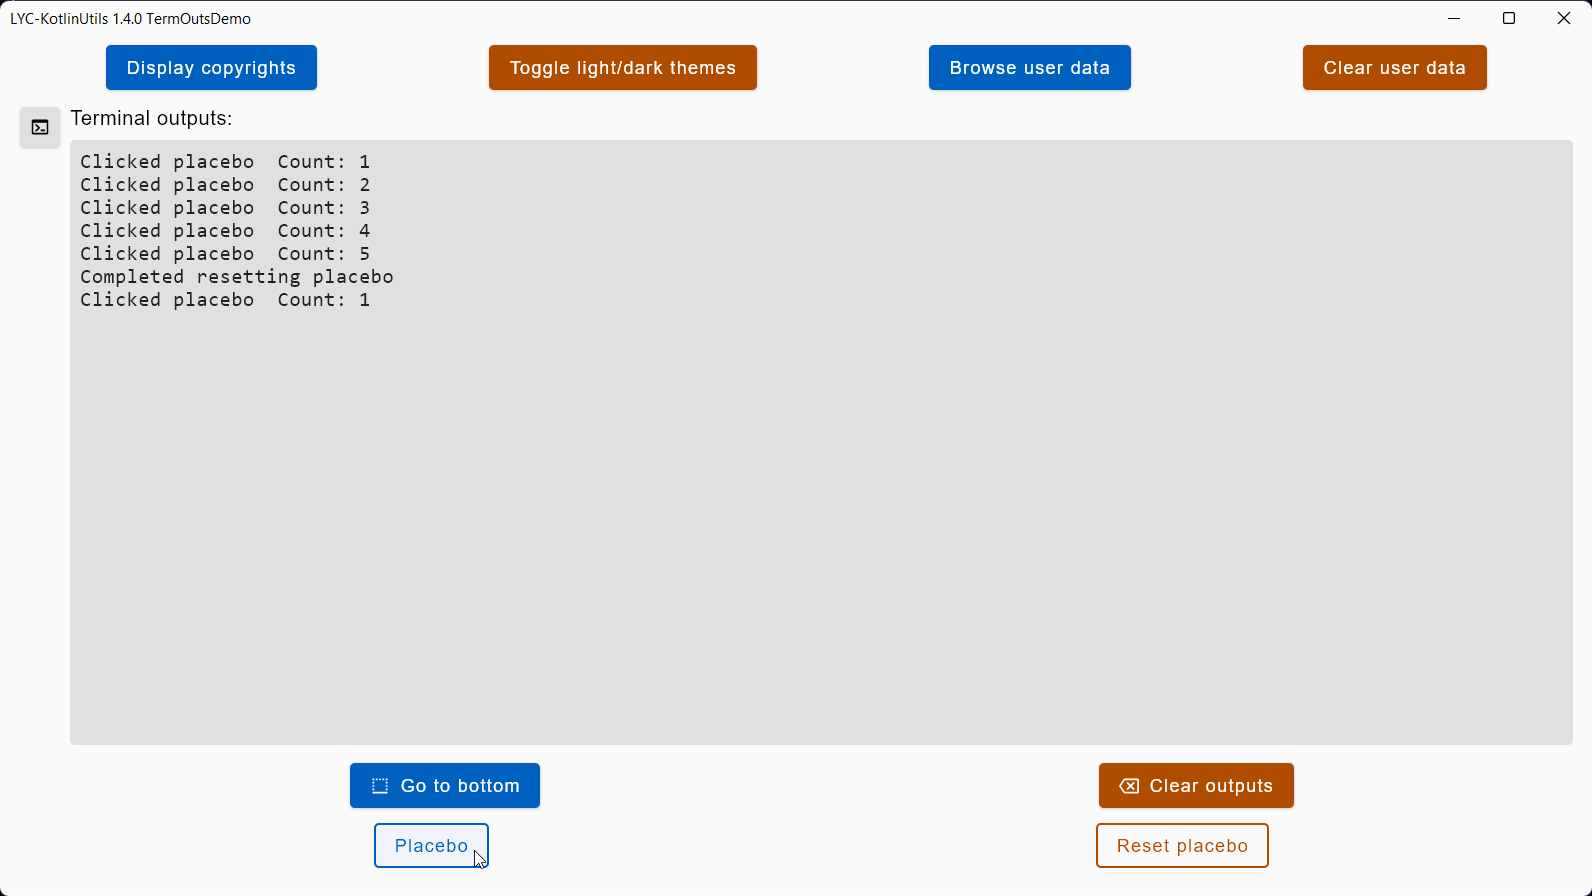 LYC-KotlinUtils 1.4.0 TermOutsDemo
Display copyrights
Toggle light/dark themes
Browse user data
Clear user data
Terminal outputs:
Clicked placebo  Count: 1
Clicked placebo  Count: 2
Clicked placebo  Count: 3
Clicked placebo  Count: 4
Clicked placebo  Count: 5
Completed resetting placebo
Clicked placebo  Count: 1
Go to bottom
Clear outputs
Placebo
Reset placebo